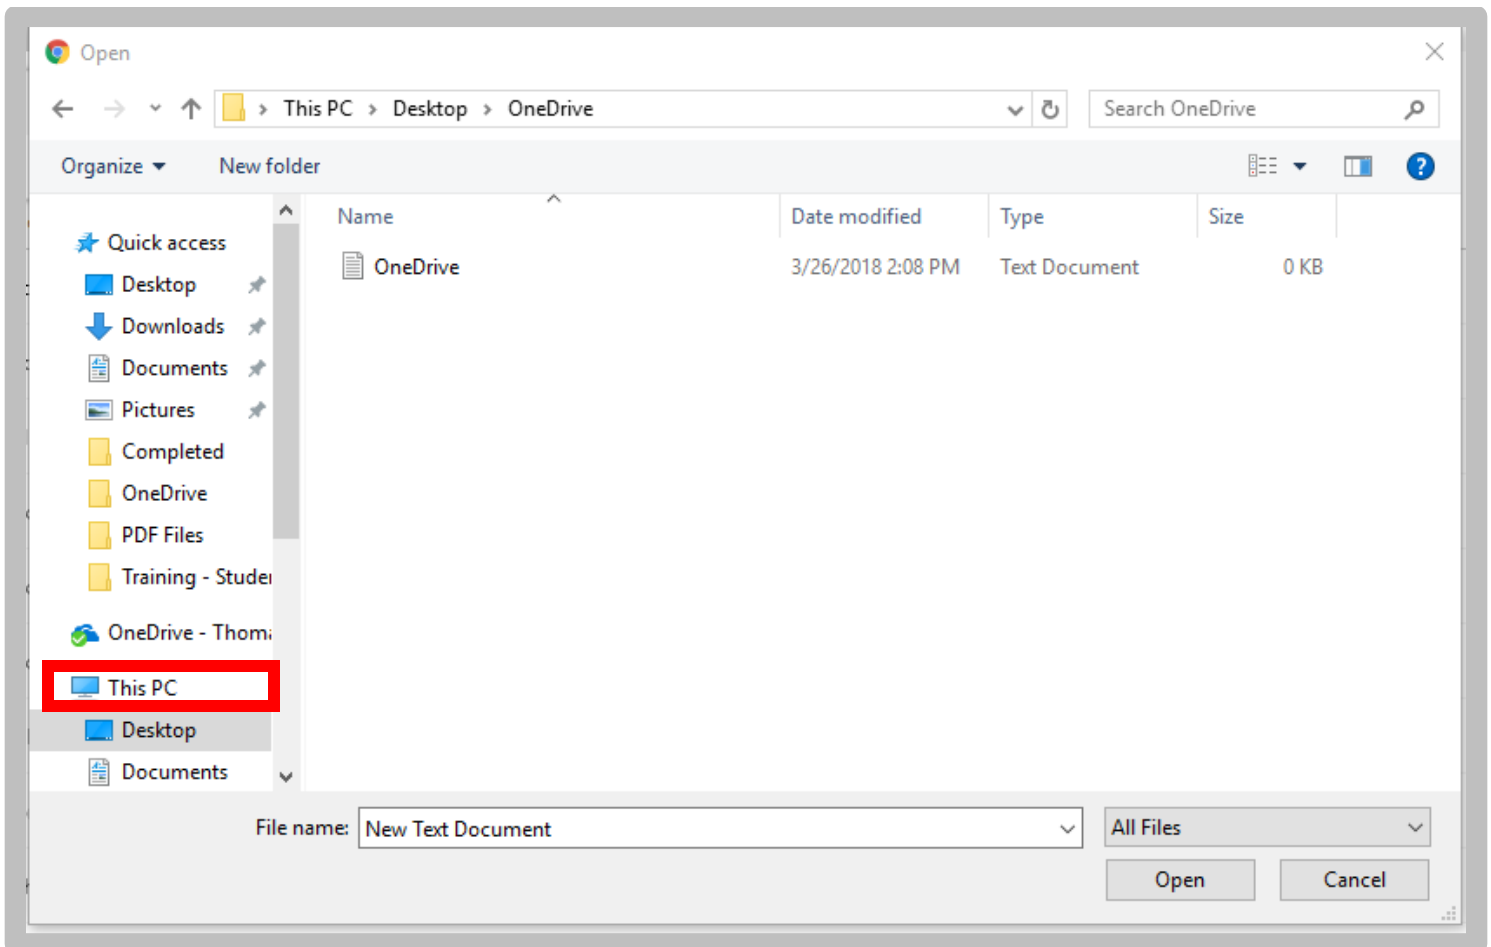 Open
This PC Desktop OneDrive
Search OneDrive
Organize New folder
?
Name Date modified Type Size
OneDrive 3/26/2018 2:08 PM Text Document 0 KB
Quick access
Desktop
Downloads
Documents
Pictures
Completed
OneDrive
PDF Files
Training - Studen
OneDrive - Thoma
This PC
Desktop
Documents
File name: New Text Document All Files
Open Cancel